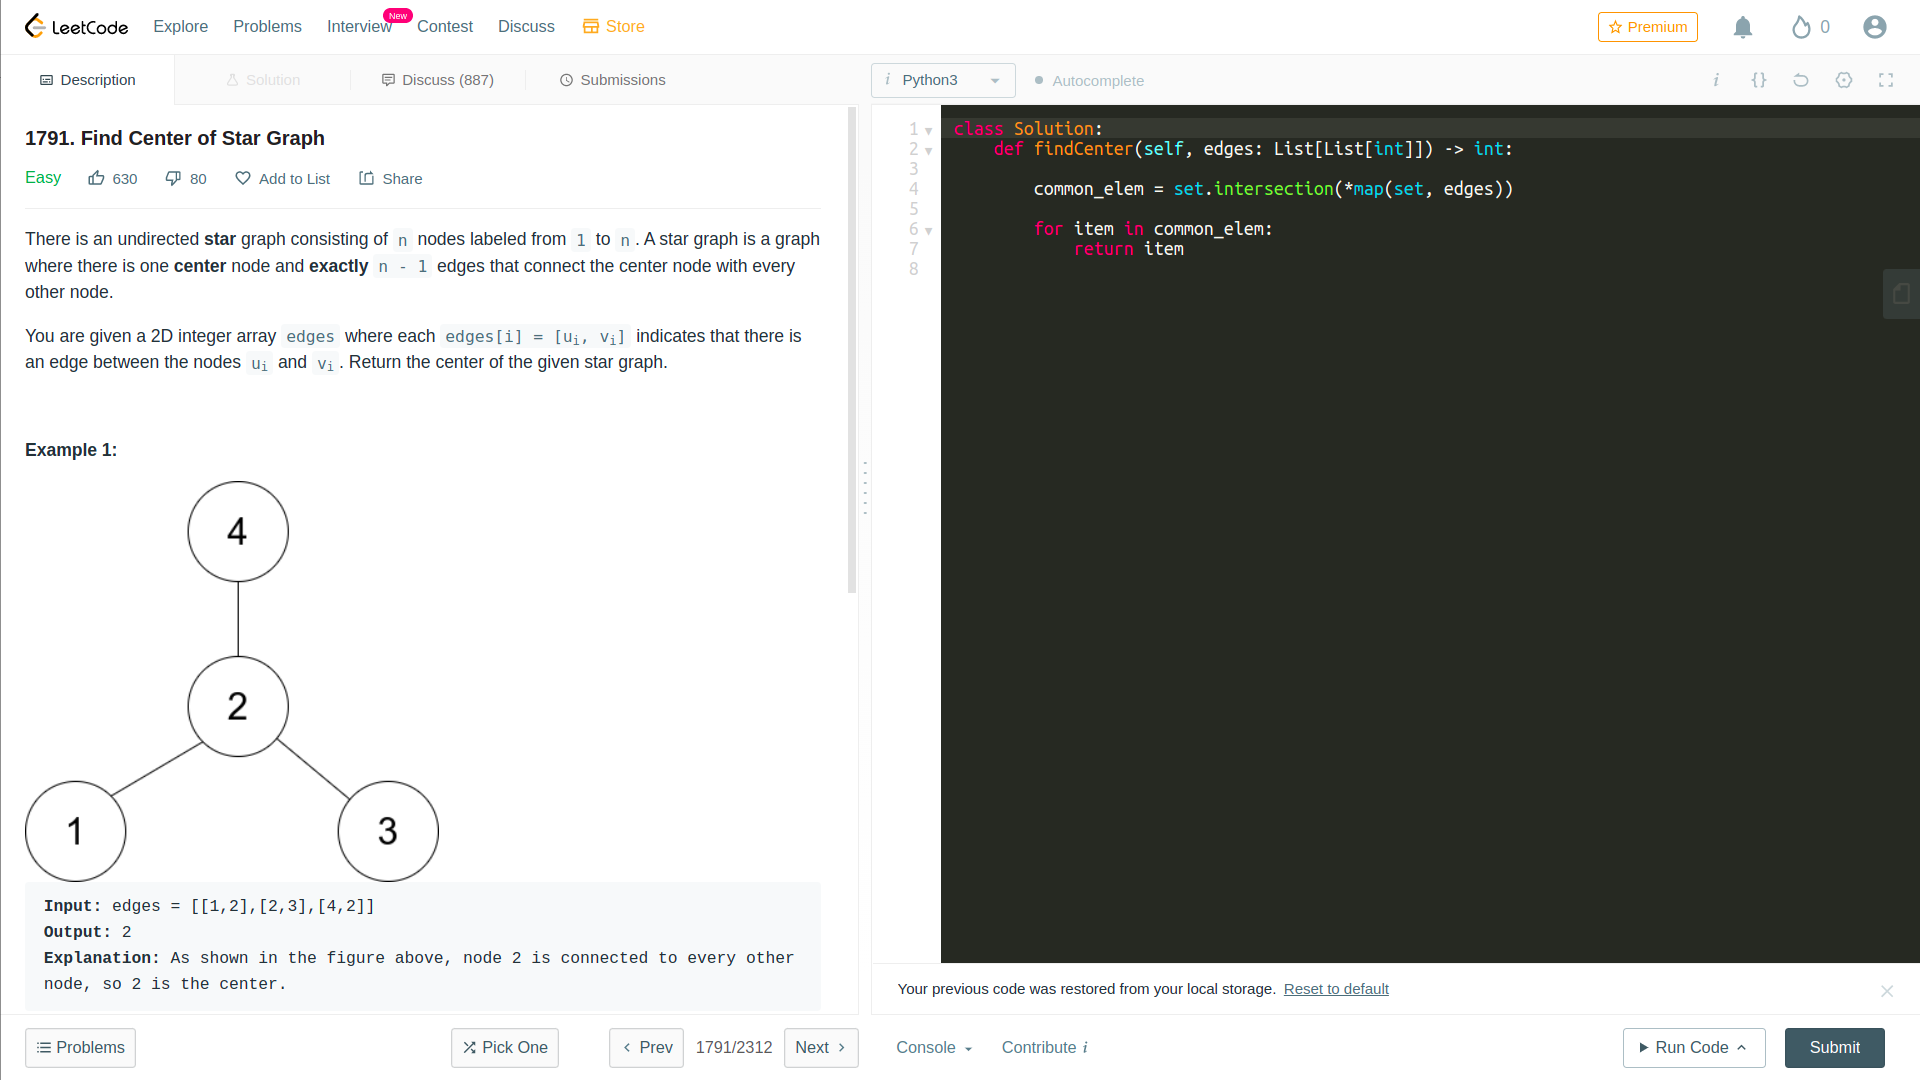 LeetCode Explore Problems Interview New Contest Discuss Store Premium 0
Description Solution Discuss (887) Submissions
i Python3 Autocomplete i {}
1791. Find Center of Star Graph
Easy 630 80 Add to List Share
There is an undirected star graph consisting of n nodes labeled from 1 to n. A star graph is a graph
where there is one center node and exactly n - 1 edges that connect the center node with every
other node.
You are given a 2D integer array edges where each edges[i] = [ui, vi] indicates that there is
an edge between the nodes ui and vi. Return the center of the given star graph.
Example 1:
4
2
1 3
Input: edges = [[1,2],[2,3],[4,2]]
Output: 2
Explanation: As shown in the figure above, node 2 is connected to every other
node, so 2 is the center.
1 class Solution:
2     def findCenter(self, edges: List[List[int]]) -> int:
3
4         common_elem = set.intersection(*map(set, edges))
5
6         for item in common_elem:
7             return item
8
Your previous code was restored from your local storage. Reset to default
Problems Pick One Prev 1791/2312 Next
Console Contribute i Run Code Submit